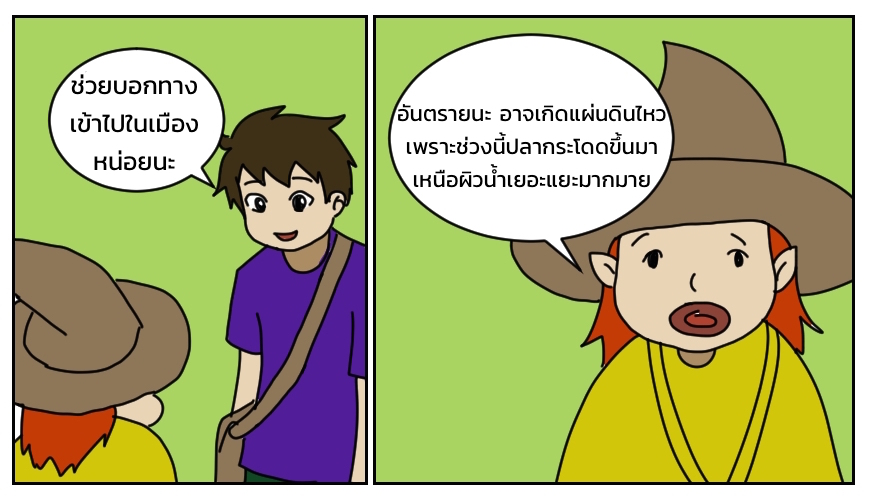 ช่วยบอกทาง
เข้าไปในเมือง
หน่อยนะ
อันตรายนะ อาจเกิดแผ่นดินไหว
เพราะช่วงนี้ปลากระโดดขึ้นมา
เหนือผิวน้ำเยอะแยะมากมาย